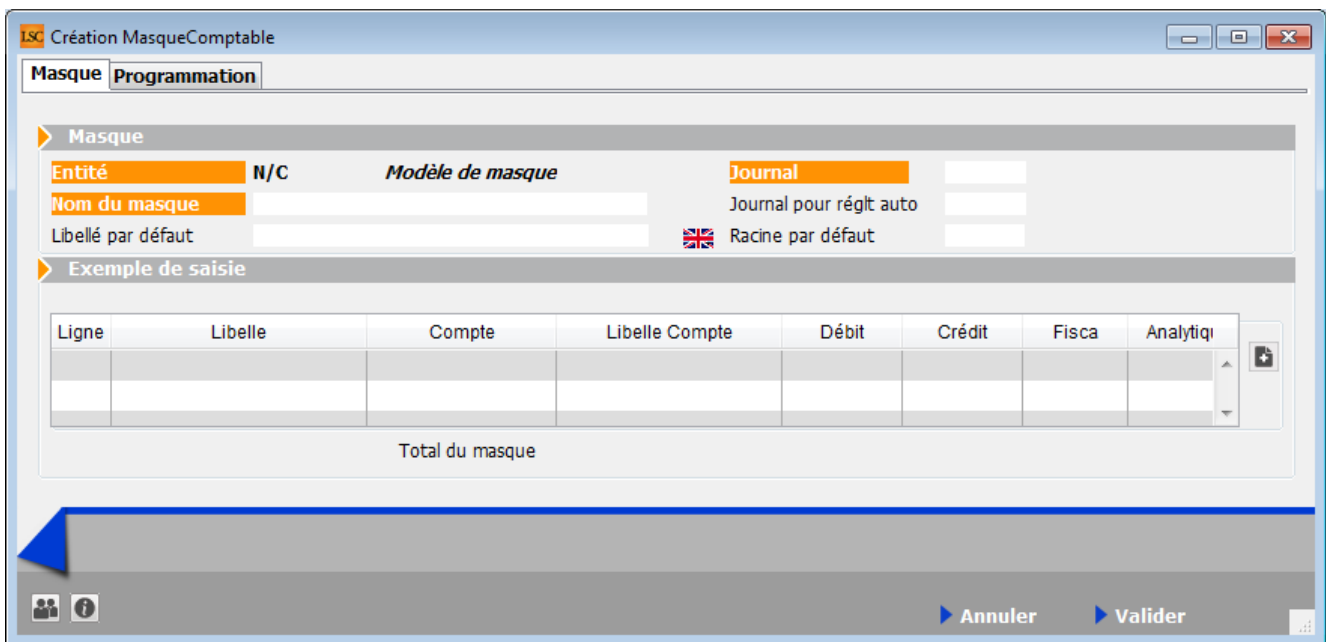 LSC Création MasqueComptable
Masque Programmation
Masque
Entité N/C Modèle de masque Journal
Nom du masque Journal pour réglt auto
Libellé par défaut Racine par défaut
Exemple de saisie
Ligne Libelle Compte Libelle Compte Débit Crédit Fisca Analytiqu
Total du masque
Annuler Valider